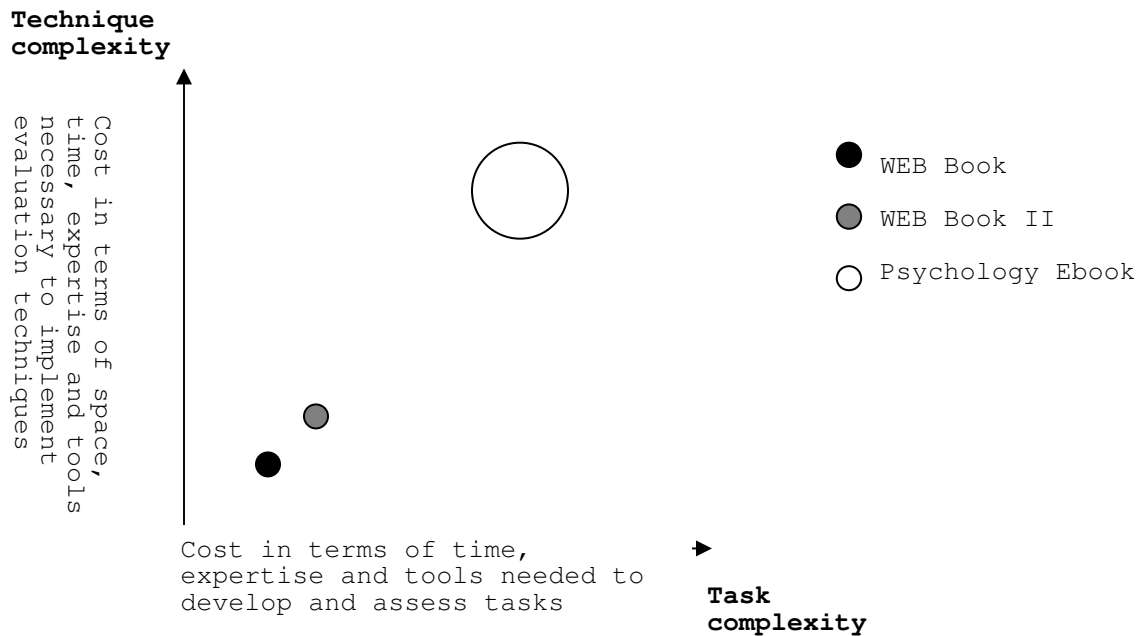 Technique
complexity
Cost in terms of space,
time, expertise and tools
necessary to implement
evaluation techniques
WEB Book
WEB Book II
Psychology Ebook
Cost in terms of time,
expertise and tools needed to
develop and assess tasks
Task
complexity